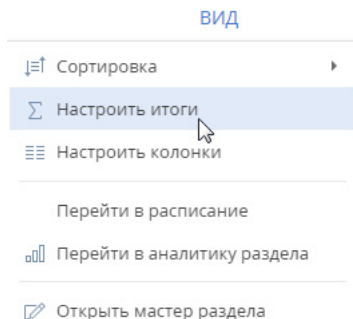 ВИД
Сортировка
Настроить итоги
Настроить колонки
Перейти в расписание
Перейти в аналитику раздела
Открыть мастер раздела